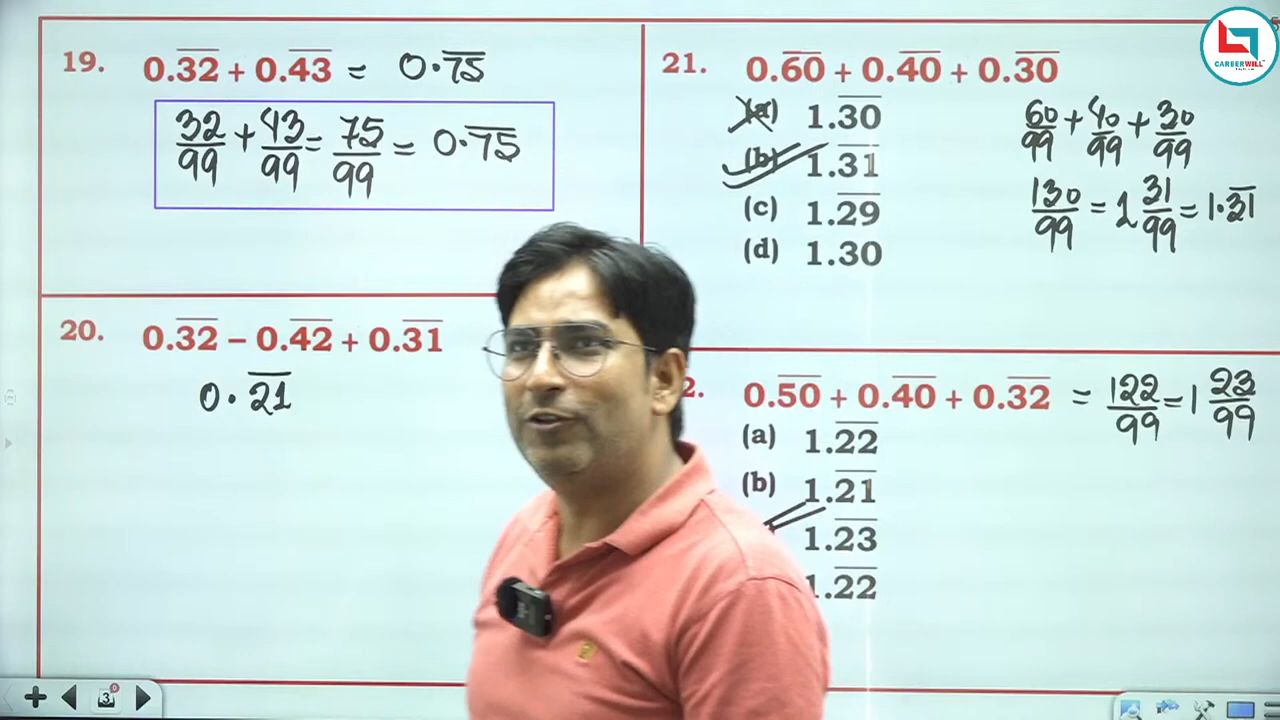 19. 0.3̅2̅ + 0.4̅3̅ = 0.7̅5̅
32/99 + 43/99 = 75/99 = 0.7̅5̅
20. 0.3̅2̅ – 0.4̅2̅ + 0.3̅1̅
0.2̅1̅
21. 0.6̅0̅ + 0.4̅0̅ + 0.3̅0̅
(a) 1.3̅0̅
(b) 1.3̅1̅
(c) 1.2̅9̅
(d) 1.30
60/99 + 40/99 + 30/99
130/99 = 1 31/99 = 1.3̅1̅
2. 0.5̅0̅ + 0.4̅0̅ + 0.3̅2̅ = 122/99 = 1 23/99
(a) 1.2̅2̅
(b) 1.2̅1̅
1.2̅3̅
1.2̅2̅
CAREERWILL
3